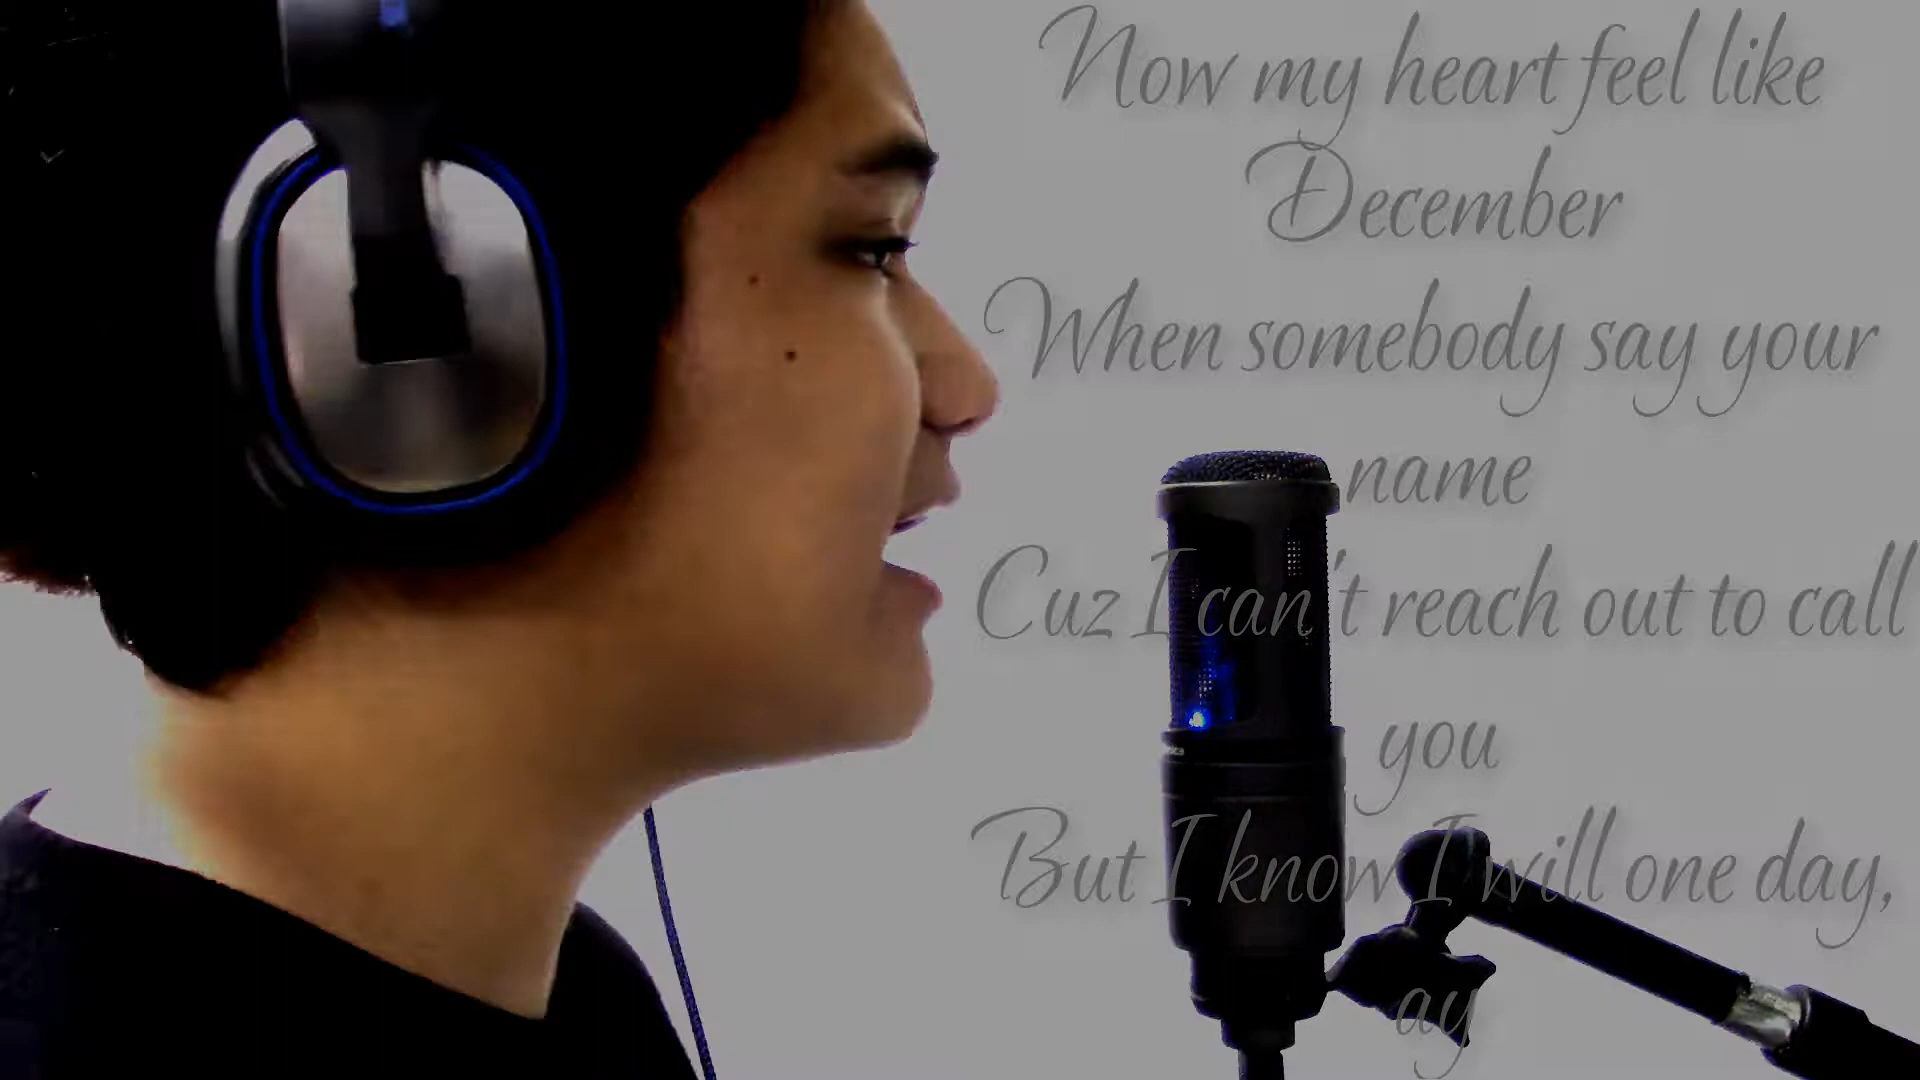 Now my heart feel like
December
When somebody say your
name
Cuz I can't reach out to call
you
But I know I will one day,
ay